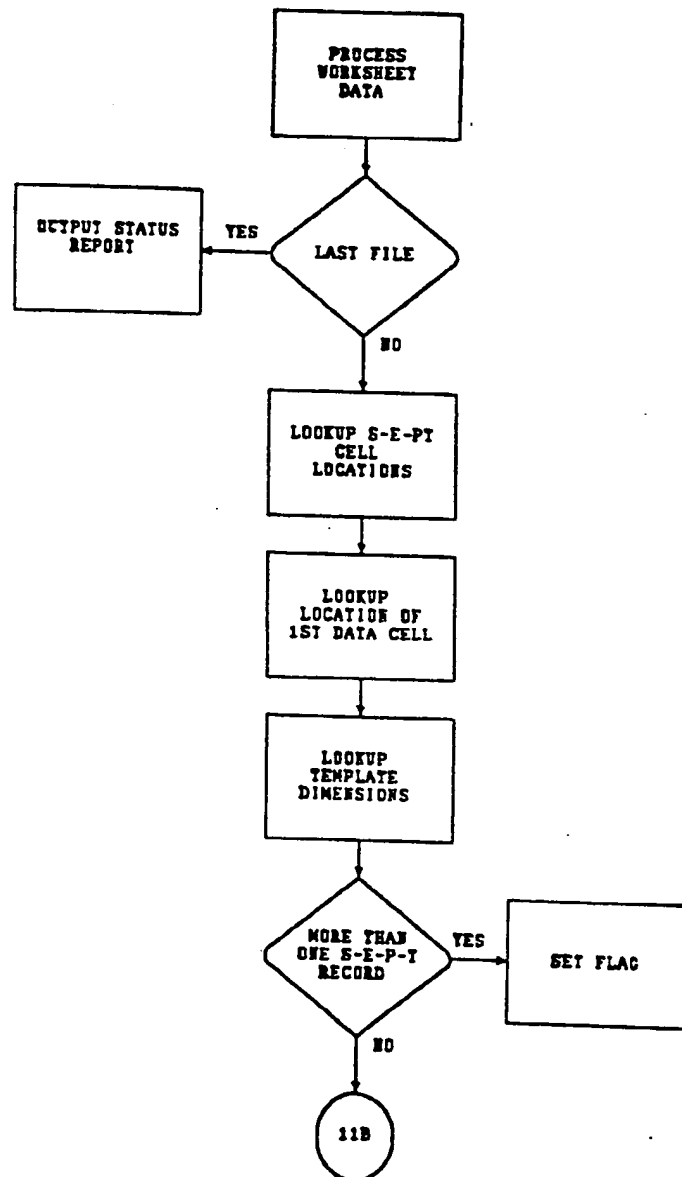 PROCESS
WORKSHEET
DATA
OUTPUT STATUS
REPORT
YES
LAST FILE
NO
LOOKUP S-E-PT
CELL
LOCATIONS
LOOKUP
LOCATION OF
1ST DATA CELL
LOOKUP
TEMPLATE
DIMENSIONS
MORE THAN
ONE S-E-P-T
RECORD
YES
SET FLAG
NO
11B